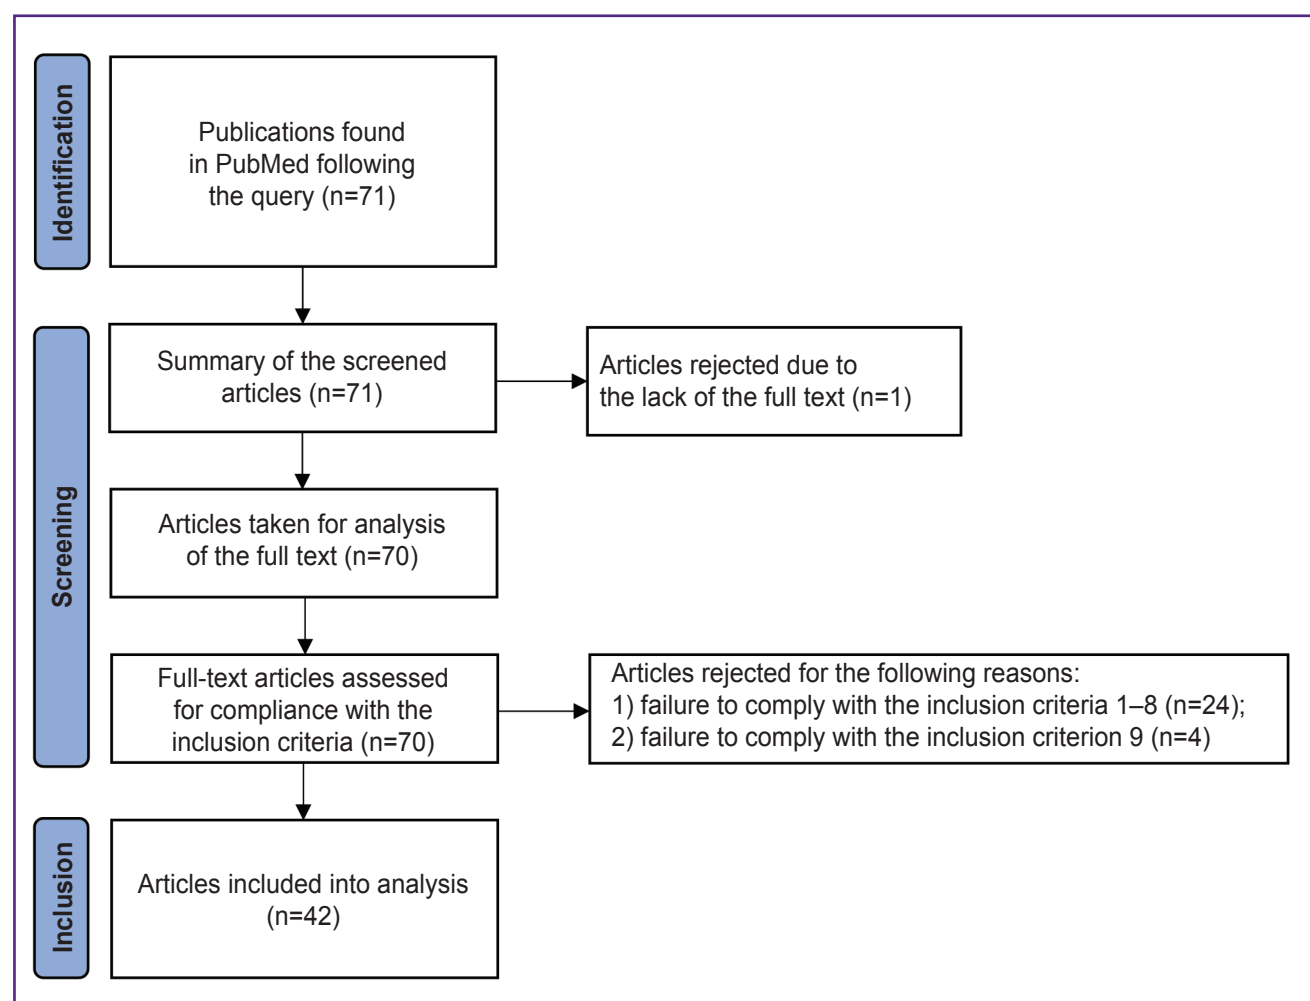 Identification
Publications found
in PubMed following
the query (n=71)
Screening
Summary of the screened
articles (n=71)
Articles rejected due to
the lack of the full text (n=1)
Articles taken for analysis
of the full text (n=70)
Full-text articles assessed
for compliance with the
inclusion criteria (n=70)
Articles rejected for the following reasons:
1) failure to comply with the inclusion criteria 1–8 (n=24);
2) failure to comply with the inclusion criterion 9 (n=4)
Inclusion
Articles included into analysis
(n=42)